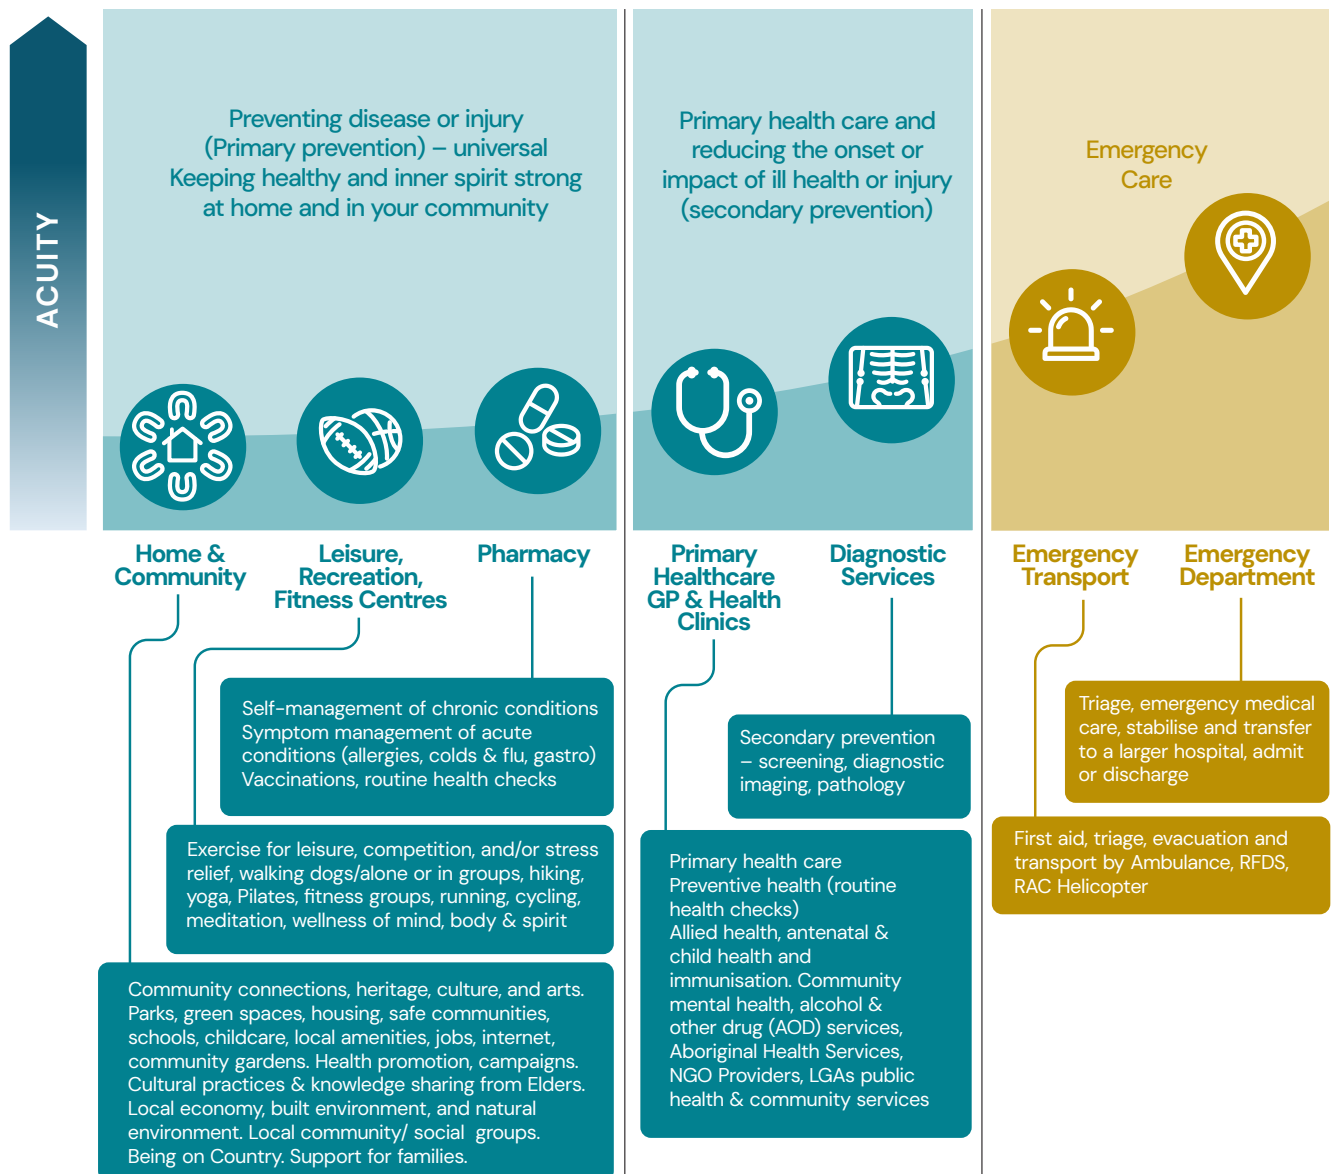 ACUITY
Preventing disease or injury
(Primary prevention) – universal
Keeping healthy and inner spirit strong
at home and in your community
Primary health care and
reducing the onset or
impact of ill health or injury
(secondary prevention)
Emergency
Care
Home &
Community
Leisure,
Recreation,
Fitness Centres
Pharmacy
Primary
Healthcare
GP & Health
Clinics
Diagnostic
Services
Emergency
Transport
Emergency
Department
Self-management of chronic conditions
Symptom management of acute
conditions (allergies, colds & flu, gastro)
Vaccinations, routine health checks
Exercise for leisure, competition, and/or stress
relief, walking dogs/alone or in groups, hiking,
yoga, Pilates, fitness groups, running, cycling,
meditation, wellness of mind, body & spirit
Community connections, heritage, culture, and arts.
Parks, green spaces, housing, safe communities,
schools, childcare, local amenities, jobs, internet,
community gardens. Health promotion, campaigns.
Cultural practices & knowledge sharing from Elders.
Local economy, built environment, and natural
environment. Local community/ social groups.
Being on Country. Support for families.
Secondary prevention
– screening, diagnostic
imaging, pathology
Primary health care
Preventive health (routine
health checks)
Allied health, antenatal &
child health and
immunisation. Community
mental health, alcohol &
other drug (AOD) services,
Aboriginal Health Services,
NGO Providers, LGAs public
health & community services
Triage, emergency medical
care, stabilise and transfer
to a larger hospital, admit
or discharge
First aid, triage, evacuation and
transport by Ambulance, RFDS,
RAC Helicopter